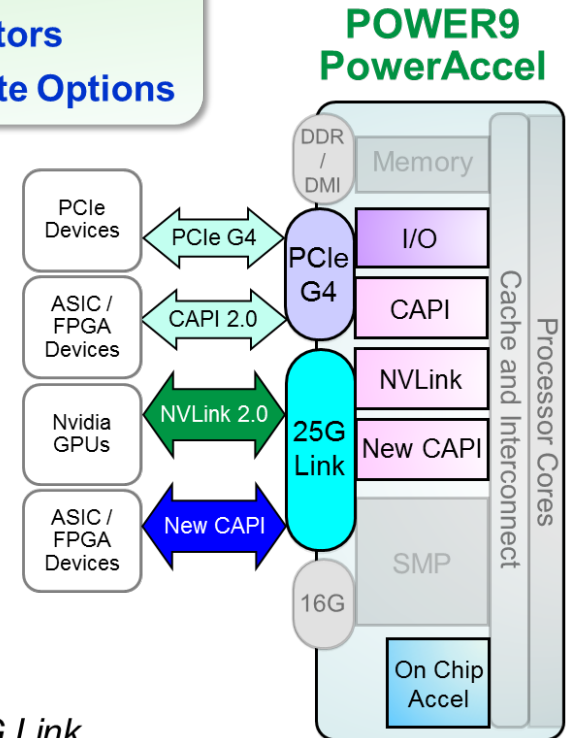 tors
te Options
POWER9
PowerAccel
DDR
/
DMI
Memory
PCIe
Devices
PCIe G4
PCIe
G4
I/O
ASIC /
FPGA
Devices
CAPI 2.0
CAPI
Nvidia
GPUs
NVLink 2.0
25G
Link
NVLink
New CAPI
ASIC /
FPGA
Devices
New CAPI
SMP
16G
On Chip
Accel
Cache and Interconnect
Processor Cores
G Link